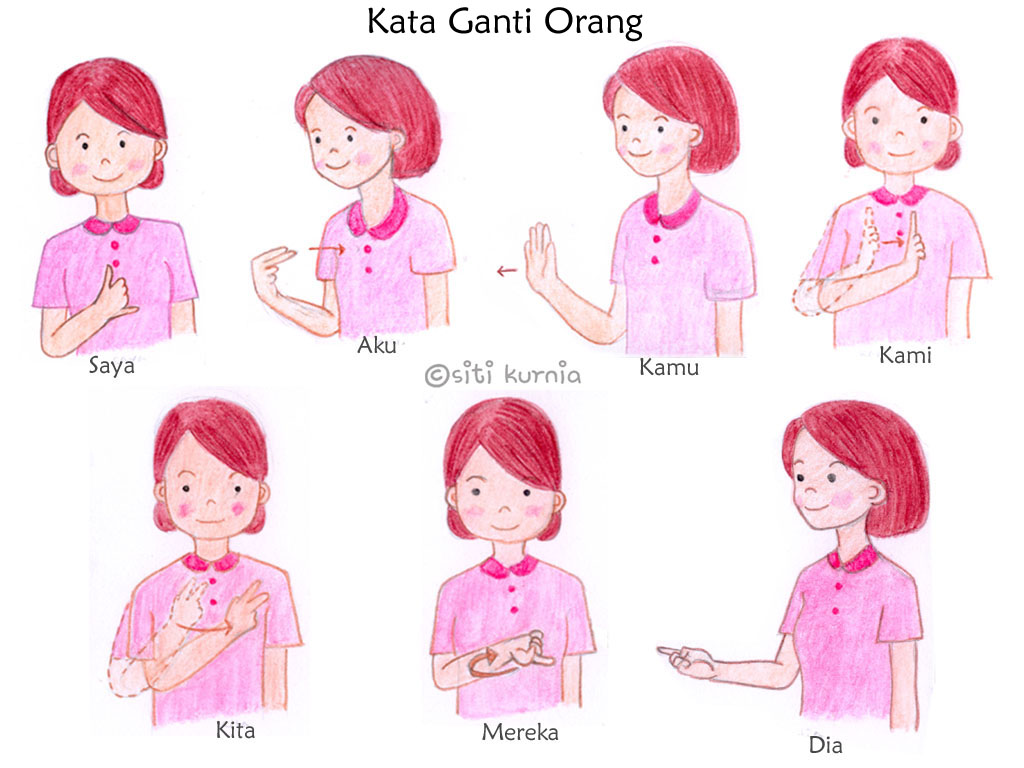 Kata Ganti Orang
Saya
Aku
Kamu
Kami
©siti kurnia
Kita
Mereka
Dia